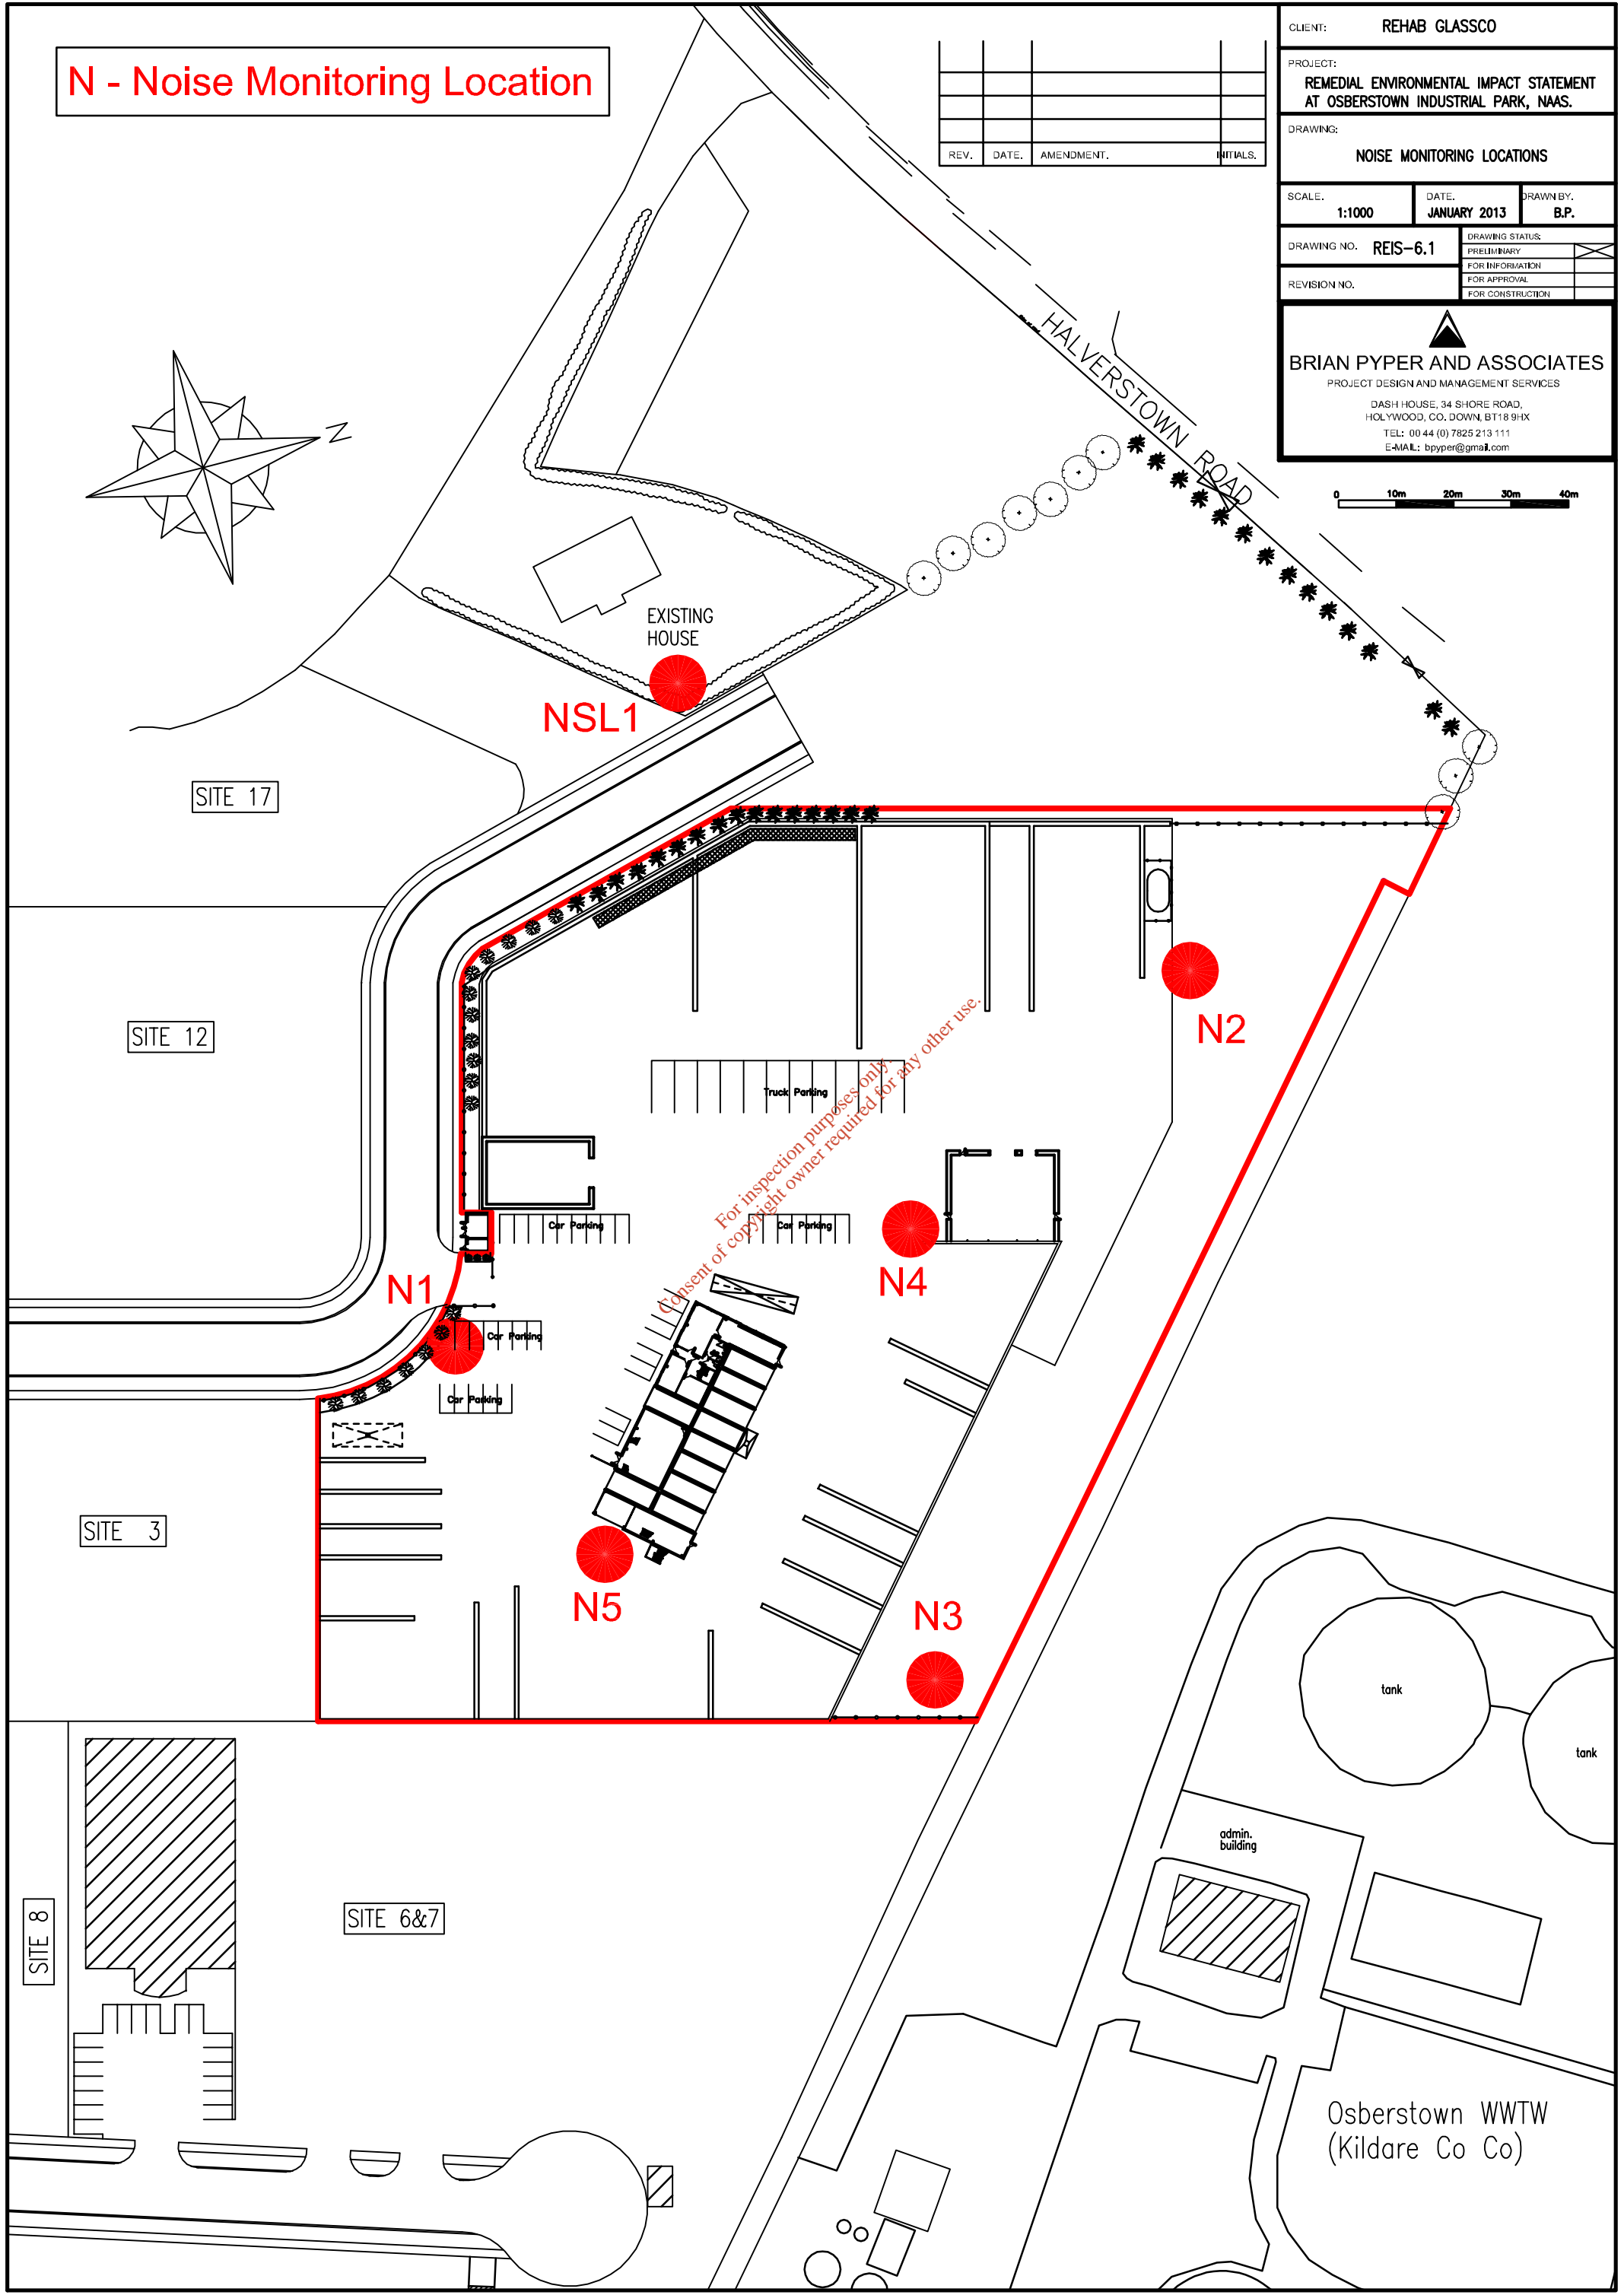 N - Noise Monitoring Location
REV. DATE. AMENDMENT. INITIALS.
CLIENT: REHAB GLASSCO
PROJECT:
REMEDIAL ENVIRONMENTAL IMPACT STATEMENT
AT OSBERSTOWN INDUSTRIAL PARK, NAAS.
DRAWING:
NOISE MONITORING LOCATIONS
SCALE. DATE. DRAWN BY.
1:1000 JANUARY 2013 B.P.
DRAWING NO. REIS-6.1
DRAWING STATUS:
PRELIMINARY
FOR INFORMATION
FOR APPROVAL
FOR CONSTRUCTION
REVISION NO.
BRIAN PYPER AND ASSOCIATES
PROJECT DESIGN AND MANAGEMENT SERVICES
DASH HOUSE, 34 SHORE ROAD,
HOLYWOOD, CO. DOWN, BT18 9HX
TEL: 00 44 (0) 7825 213 111
E-MAIL: bpyper@gmail.com
0 10m 20m 30m 40m
HALVERSTOWN ROAD
N
EXISTING
HOUSE
NSL1
SITE 17
SITE 12
N2
Truck Parking
For inspection purposes only.
Consent of copyright owner required for any other use.
Car Parking
Car Parking
N4
N1
Car Parking
Car Parking
SITE 3
N5
N3
tank
tank
admin.
building
SITE 8
SITE 6&7
Osberstown WWTW
(Kildare Co Co)